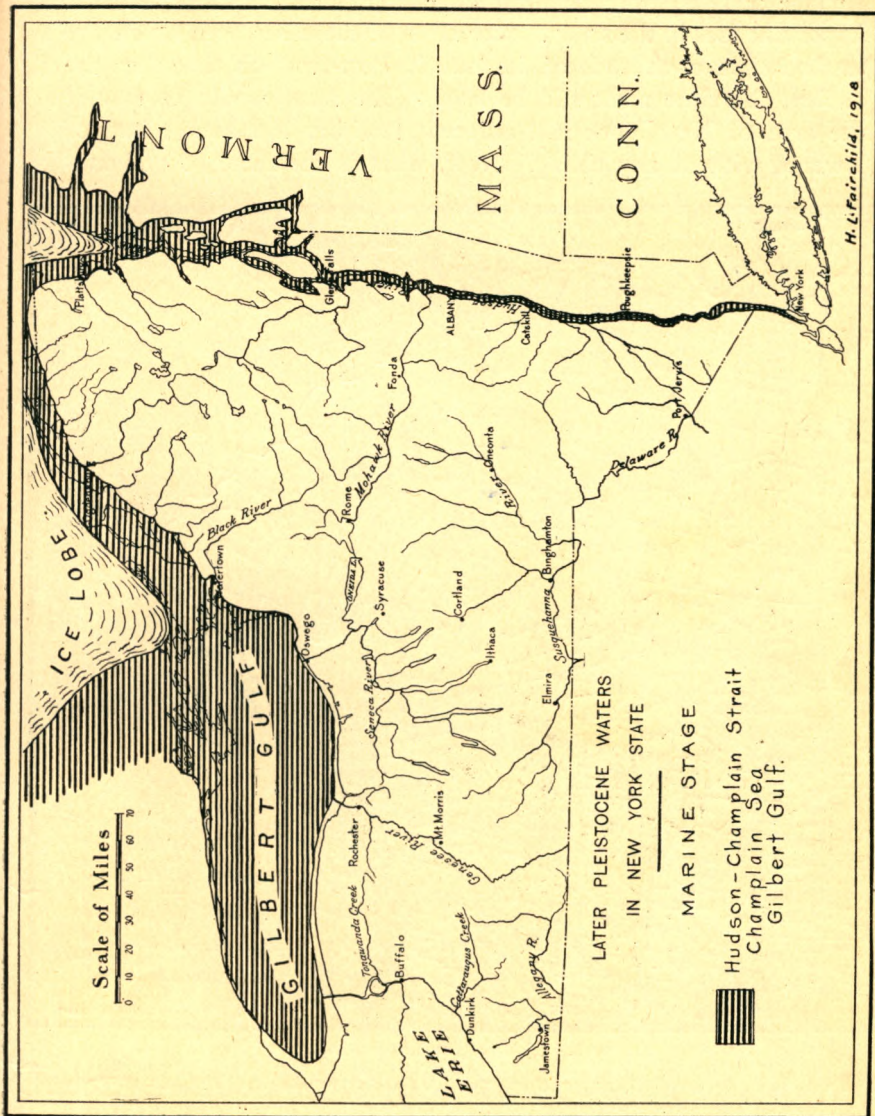 VERMONT
MASS.
CONN.
ICE LOBE
GILBERT GULF
LAKE
ERIE
Scale of Miles
0 10 20 30 40 50 60 70
Albany
Catskill
Poughkeepsie
New York
Port Jervis
Delaware R.
Fonda
Mohawk River
Rome
Black River
Oneonta
River
Binghamton
Susquehanna
Cortland
Syracuse
Oneida L.
Oswego
Seneca River
Ithaca
Elmira
Rochester
Mt Morris
Genesee River
Tonawanda Creek
Buffalo
Cattaraugus Creek
Dunkirk
Allegany R.
Jamestown
Hudson
LATER PLEISTOCENE WATERS
IN NEW YORK STATE
MARINE STAGE
Hudson-Champlain Strait
Champlain Sea
Gilbert Gulf.
H. L. Fairchild, 1918